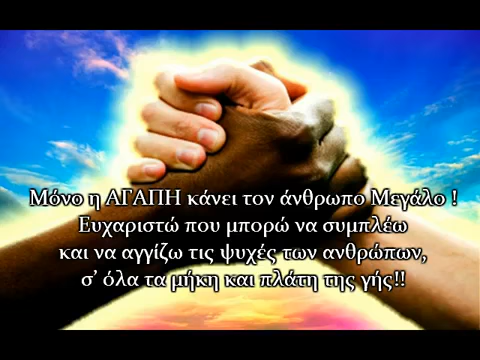 Μόνο η ΑΓΑΠΗ κάνει τον άνθρωπο Μεγάλο !
Ευχαριστώ που μπορώ να συμπλέω
και να αγγίζω τις ψυχές των ανθρώπων,
σ’ όλα τα μήκη και πλάτη της γής!!